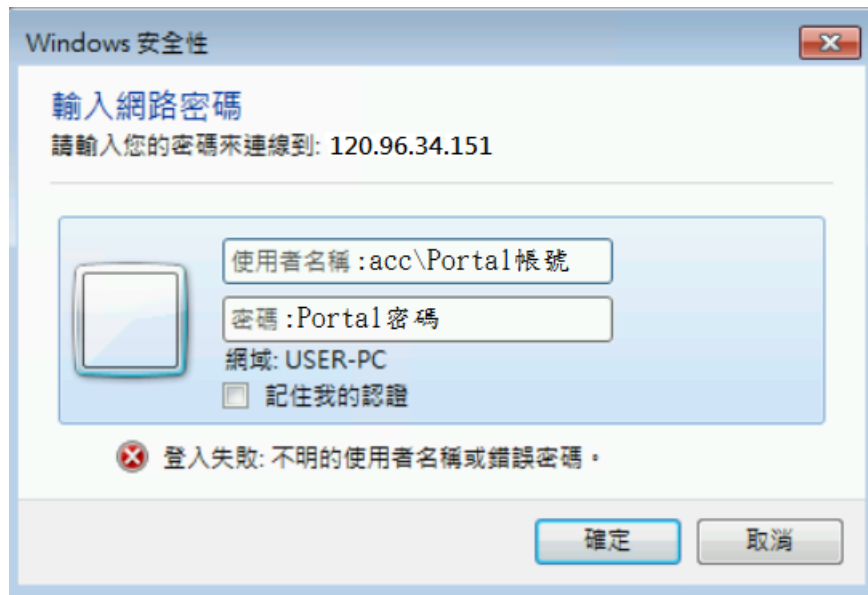 Windows 安全性
輸入網路密碼
請輸入您的密碼來連線到: 120.96.34.151
使用者名稱:acc\Portal帳號
密碼:Portal密碼
網域: USER-PC
記住我的認證
登入失敗: 不明的使用者名稱或錯誤密碼。
確定
取消